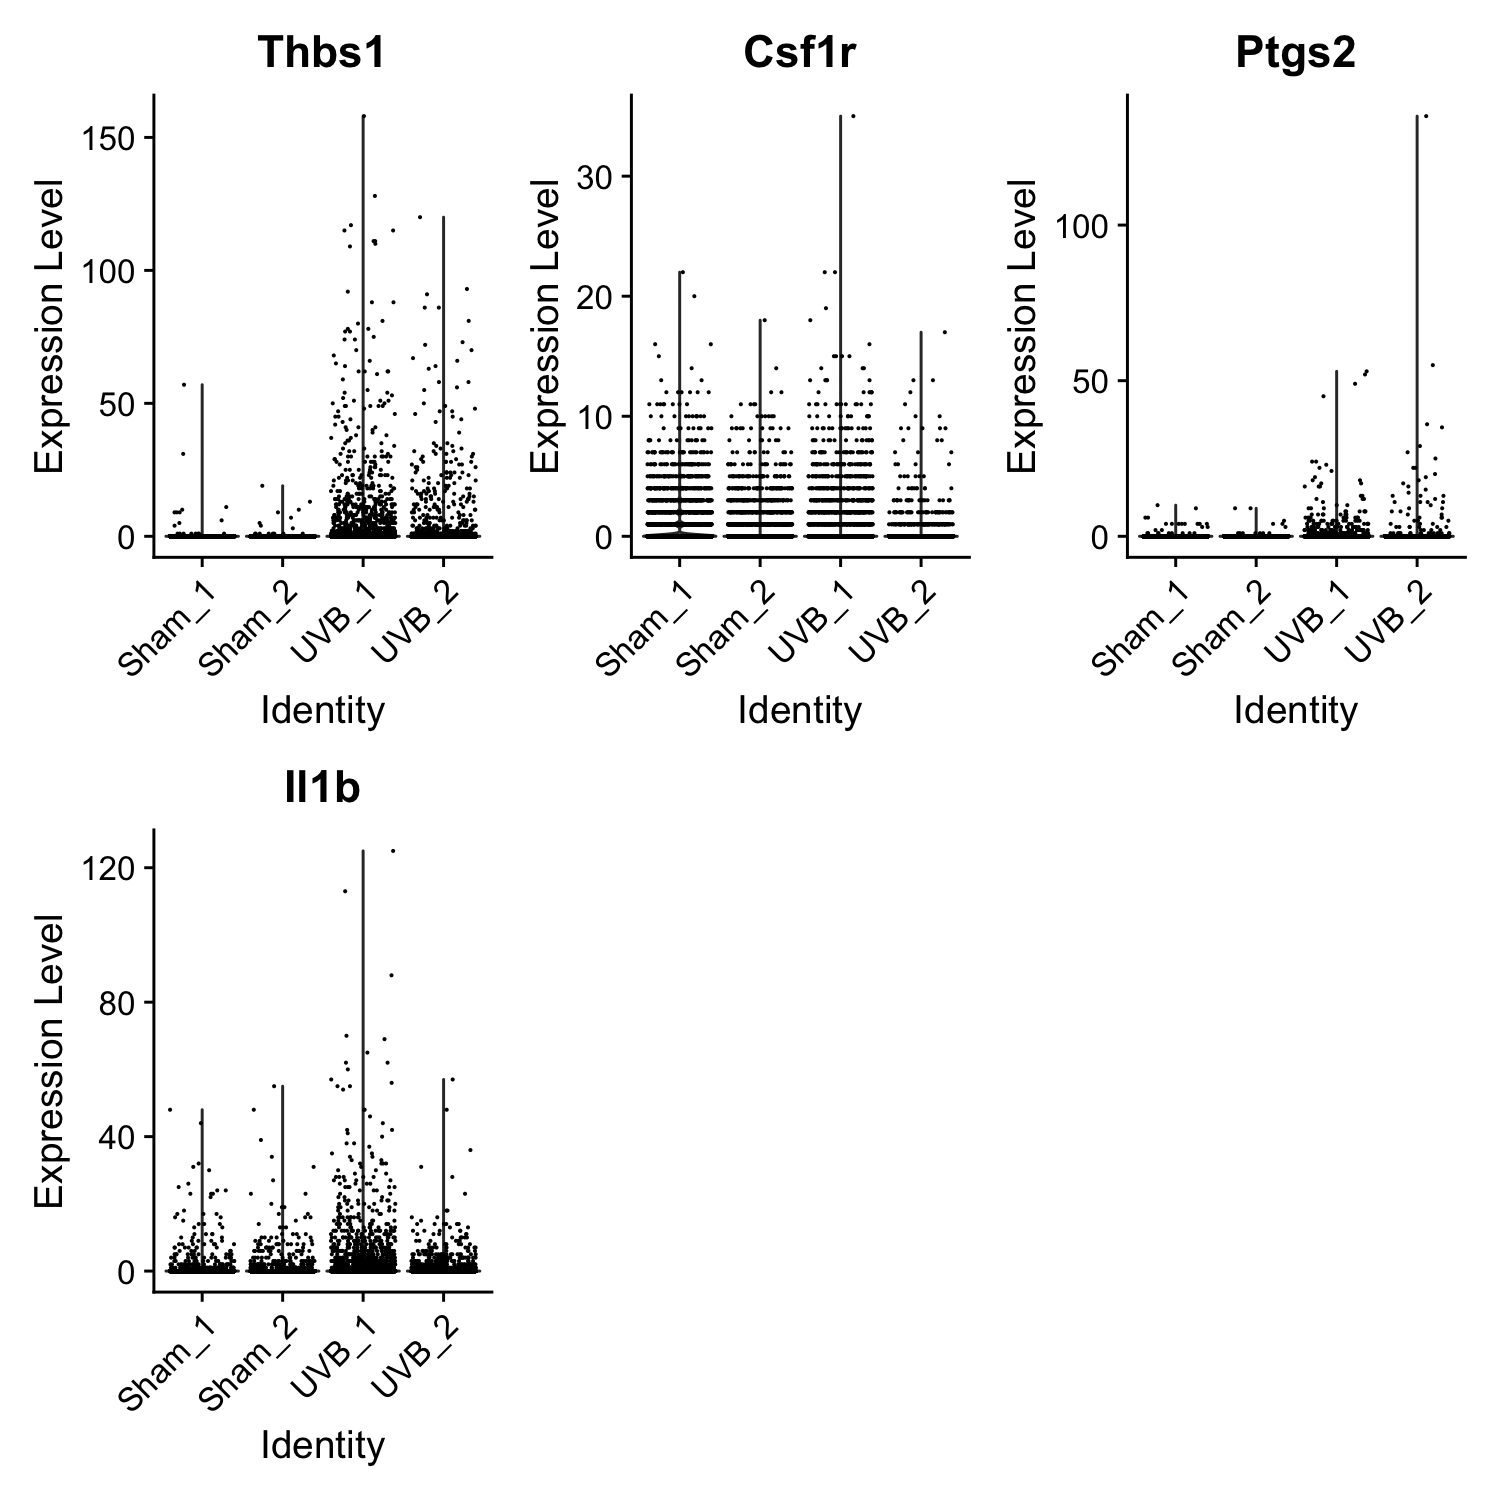 Thbs1
Expression Level
150
100
50
0
Sham_1
Sham_2
UVB_1
UVB_2
Identity
Csf1r
Expression Level
30
20
10
0
Sham_1
Sham_2
UVB_1
UVB_2
Identity
Ptgs2
Expression Level
100
50
0
Sham_1
Sham_2
UVB_1
UVB_2
Identity
Il1b
Expression Level
120
80
40
0
Sham_1
Sham_2
UVB_1
UVB_2
Identity